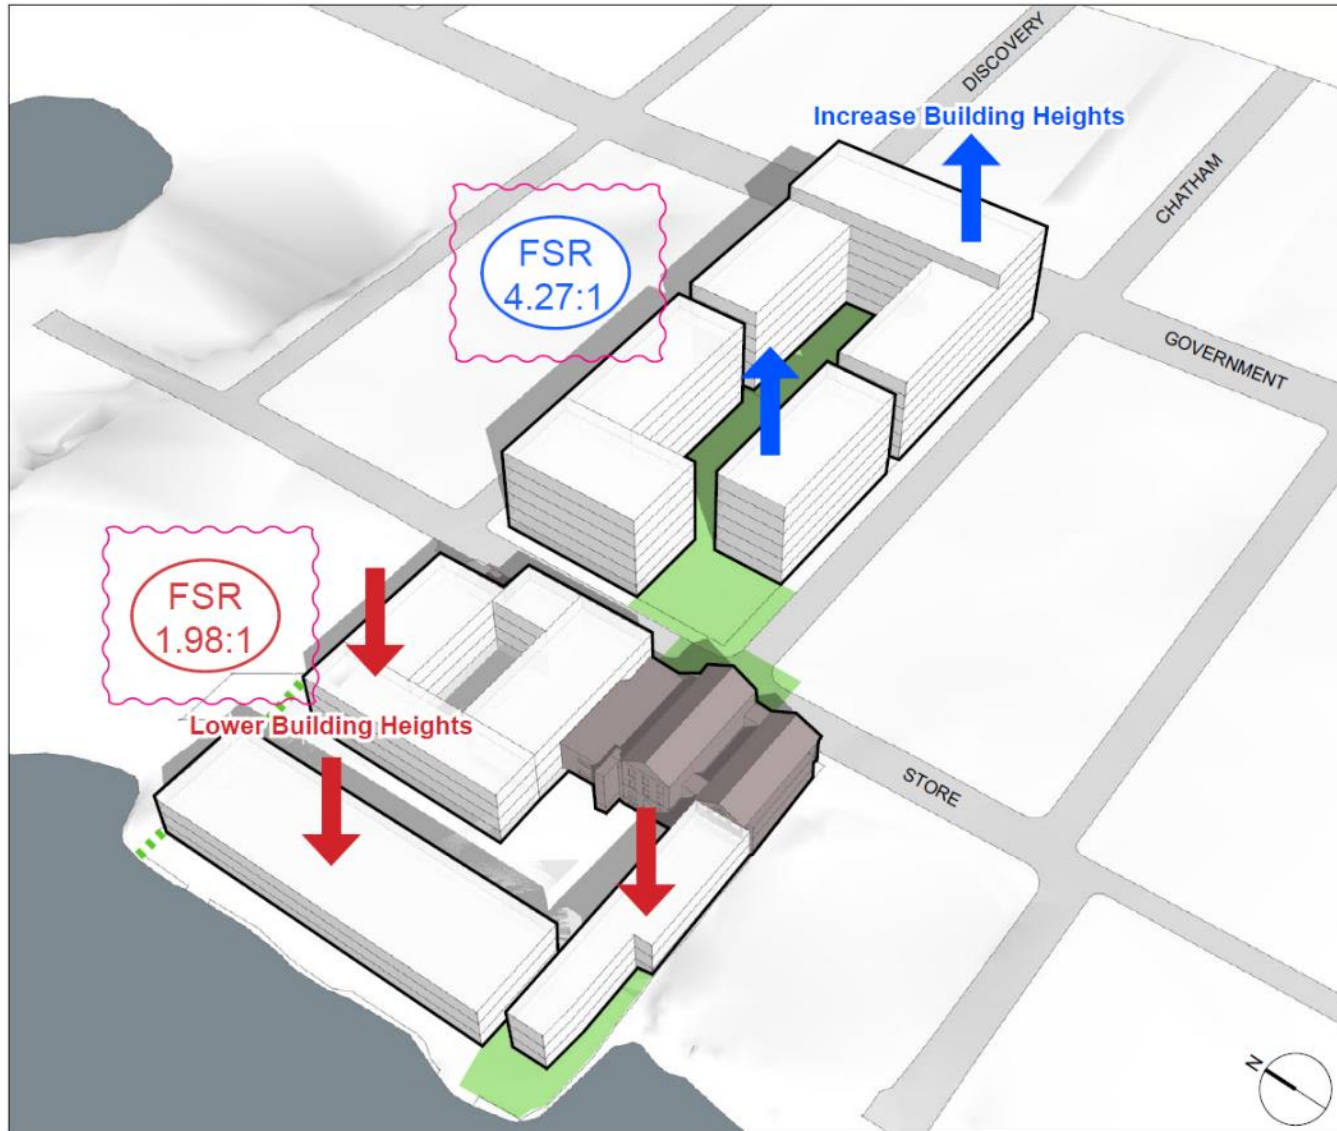 DISCOVERY
Increase Building Heights
CHATHAM
FSR
4.27:1
GOVERNMENT
FSR
1.98:1
Lower Building Heights
STORE
N